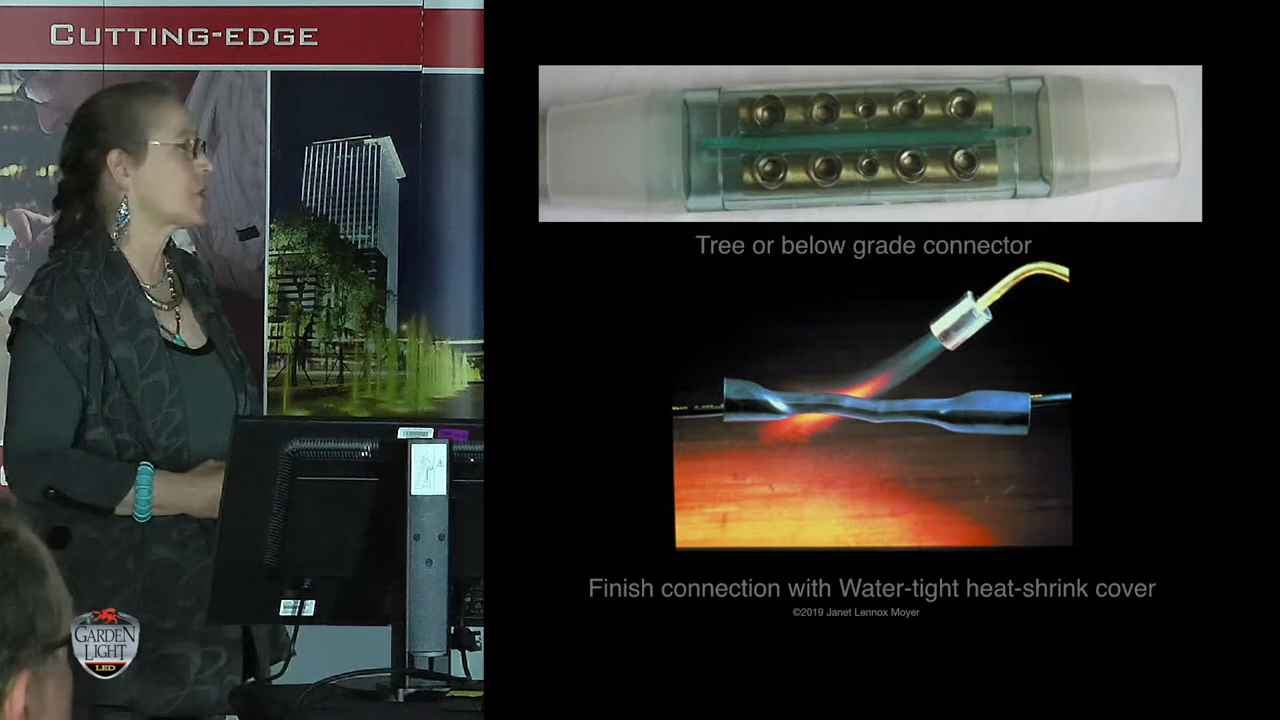 CUTTING-EDGE
Tree or below grade connector
Finish connection with Water-tight heat-shrink cover
©2019 Janet Lennox Moyer
GARDEN
LIGHT
LED